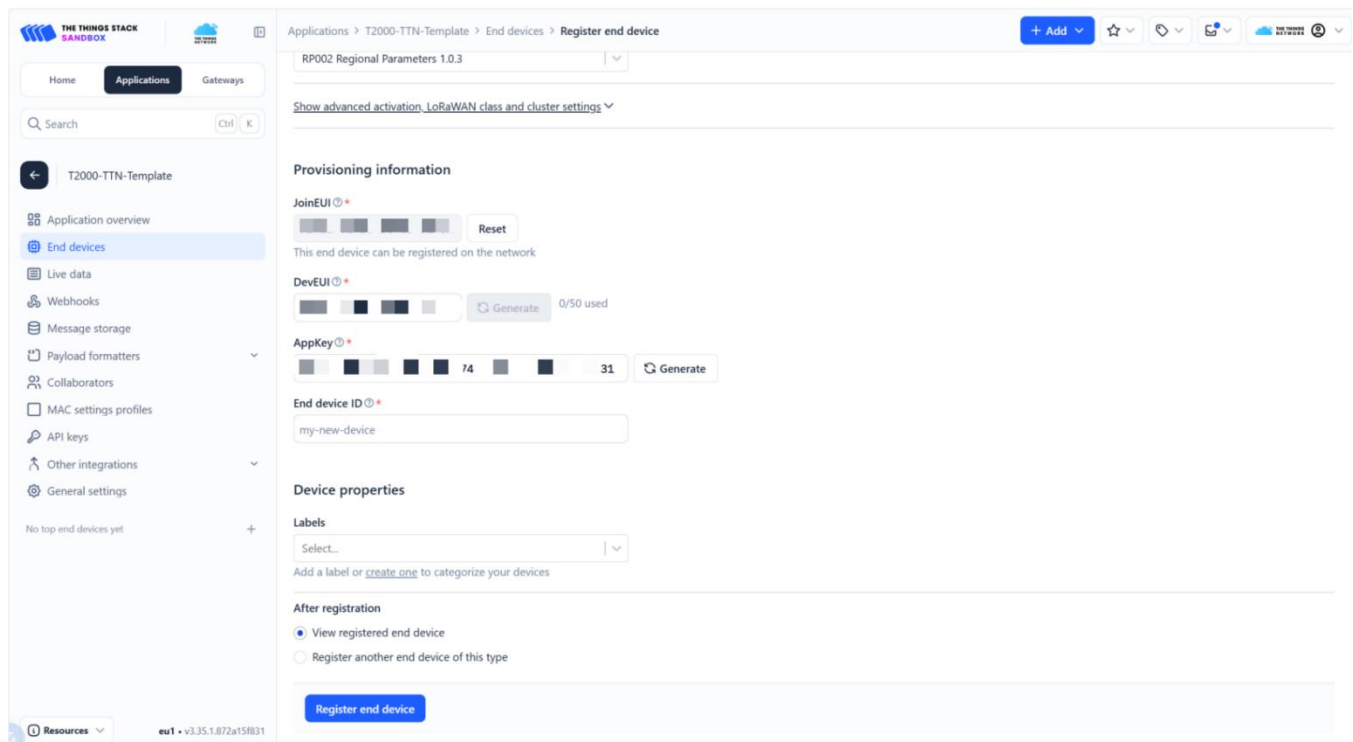 THE THINGS STACK
SANDBOX
THE THINGS
NETWORK
Applications > T2000-TTN-Template > End devices > Register end device
+ Add
THE THINGS
NETWORK
Home
Applications
Gateways
Search
Ctrl
K
T2000-TTN-Template
Application overview
End devices
Live data
Webhooks
Message storage
Payload formatters
Collaborators
MAC settings profiles
API keys
Other integrations
General settings
No top end devices yet
Resources
eu1 • v3.35.1.872a15f831
RP002 Regional Parameters 1.0.3
Show advanced activation, LoRaWAN class and cluster settings
Provisioning information
JoinEUI *
Reset
This end device can be registered on the network
DevEUI *
Generate
0/50 used
AppKey *
74
31
Generate
End device ID *
my-new-device
Device properties
Labels
Select...
Add a label or create one to categorize your devices
After registration
View registered end device
Register another end device of this type
Register end device